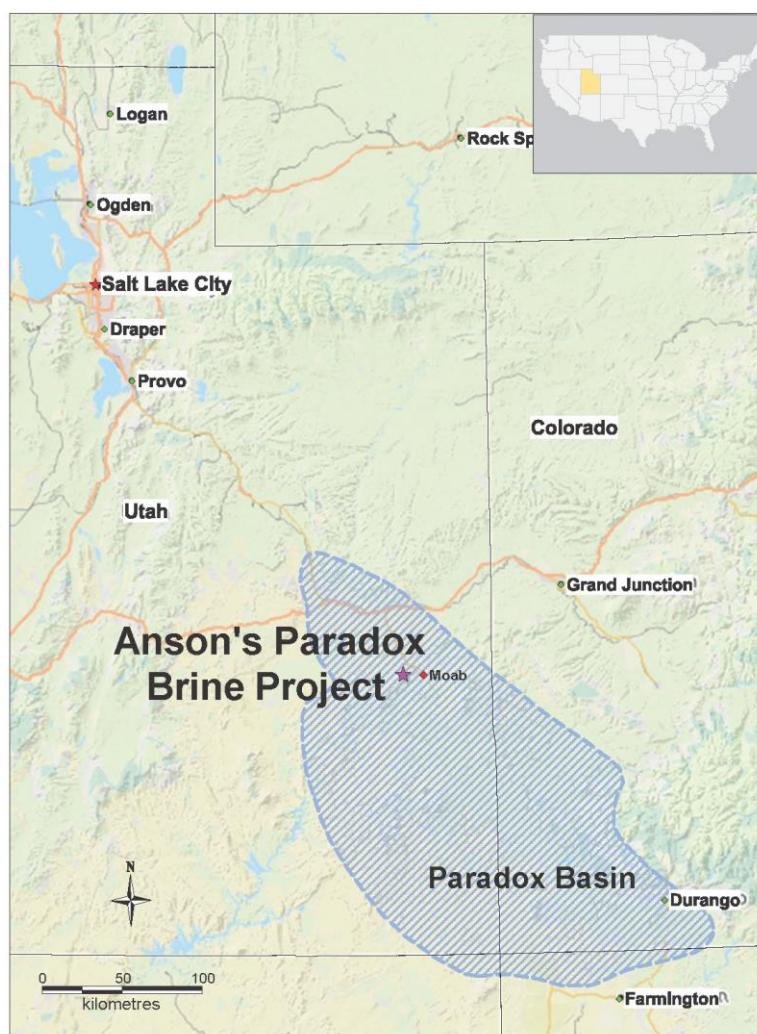 Logan
Rock Sp
Ogden
Salt Lake City
Draper
Provo
Colorado
Utah
Grand Junction
Anson's Paradox
Brine Project
Moab
Paradox Basin
Durango
N
0 50 100
kilometres
Farmington